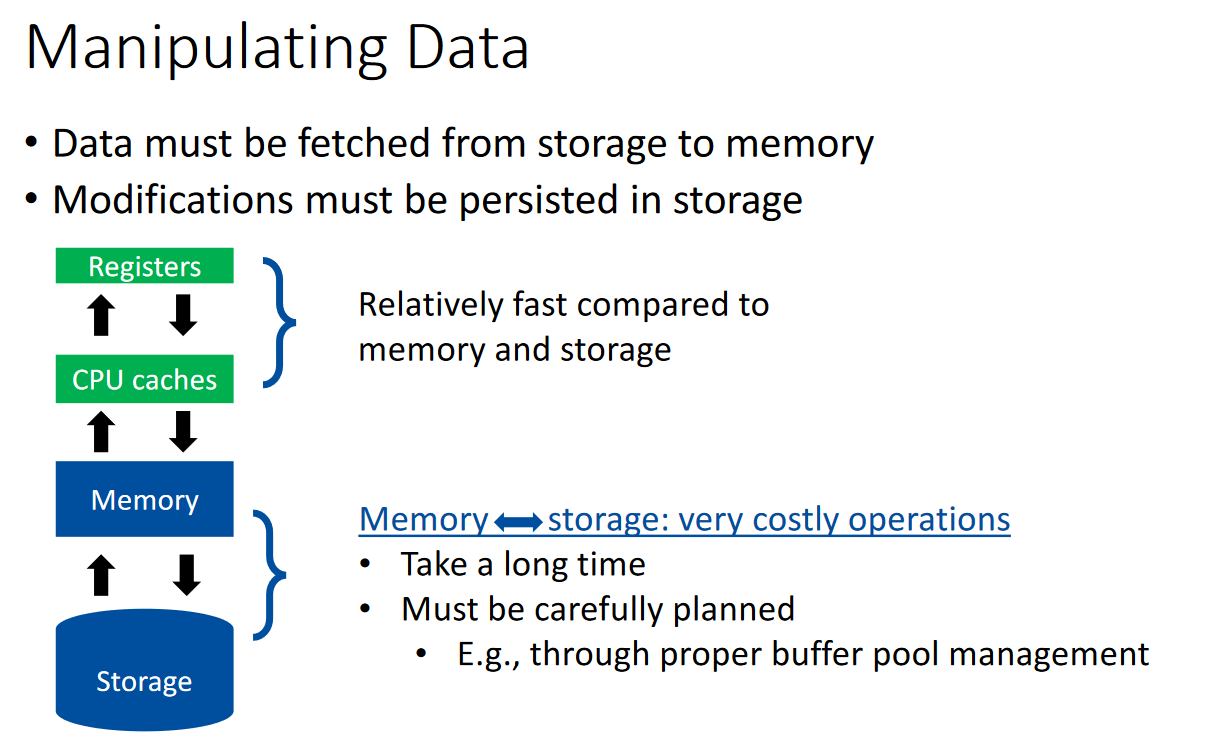 Manipulating Data
• Data must be fetched from storage to memory
• Modifications must be persisted in storage
Registers
CPU caches
Relatively fast compared to
memory and storage
Memory
Storage
Memory ↔ storage: very costly operations
• Take a long time
• Must be carefully planned
• E.g., through proper buffer pool management